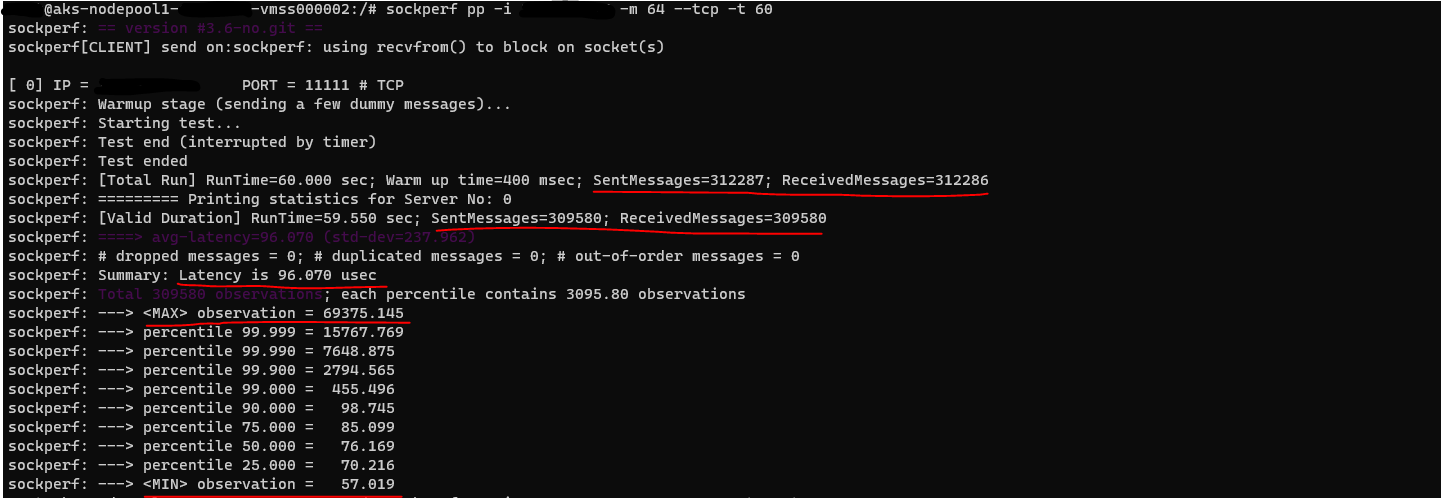 @aks-nodepool1- -vmss000002:/# sockperf pp -i -m 64 --tcp -t 60
sockperf: == version #3.6-no.git ==
sockperf[CLIENT] send on:sockperf: using recvfrom() to block on socket(s)
[ 0] IP = PORT = 11111 # TCP
sockperf: Warmup stage (sending a few dummy messages)...
sockperf: Starting test...
sockperf: Test end (interrupted by timer)
sockperf: Test ended
sockperf: [Total Run] RunTime=60.000 sec; Warm up time=400 msec; SentMessages=312287; ReceivedMessages=312286
sockperf: ========= Printing statistics for Server No: 0
sockperf: [Valid Duration] RunTime=59.550 sec; SentMessages=309580; ReceivedMessages=309580
sockperf: ====> avg-latency=96.070 (std-dev=237.962)
sockperf: # dropped messages = 0; # duplicated messages = 0; # out-of-order messages = 0
sockperf: Summary: Latency is 96.070 usec
sockperf: Total 309580 observations; each percentile contains 3095.80 observations
sockperf: ---> <MAX> observation = 69375.145
sockperf: ---> percentile 99.999 = 15767.769
sockperf: ---> percentile 99.990 = 7648.875
sockperf: ---> percentile 99.900 = 2794.565
sockperf: ---> percentile 99.000 = 455.496
sockperf: ---> percentile 90.000 = 98.745
sockperf: ---> percentile 75.000 = 85.099
sockperf: ---> percentile 50.000 = 76.169
sockperf: ---> percentile 25.000 = 70.216
sockperf: ---> <MIN> observation = 57.019